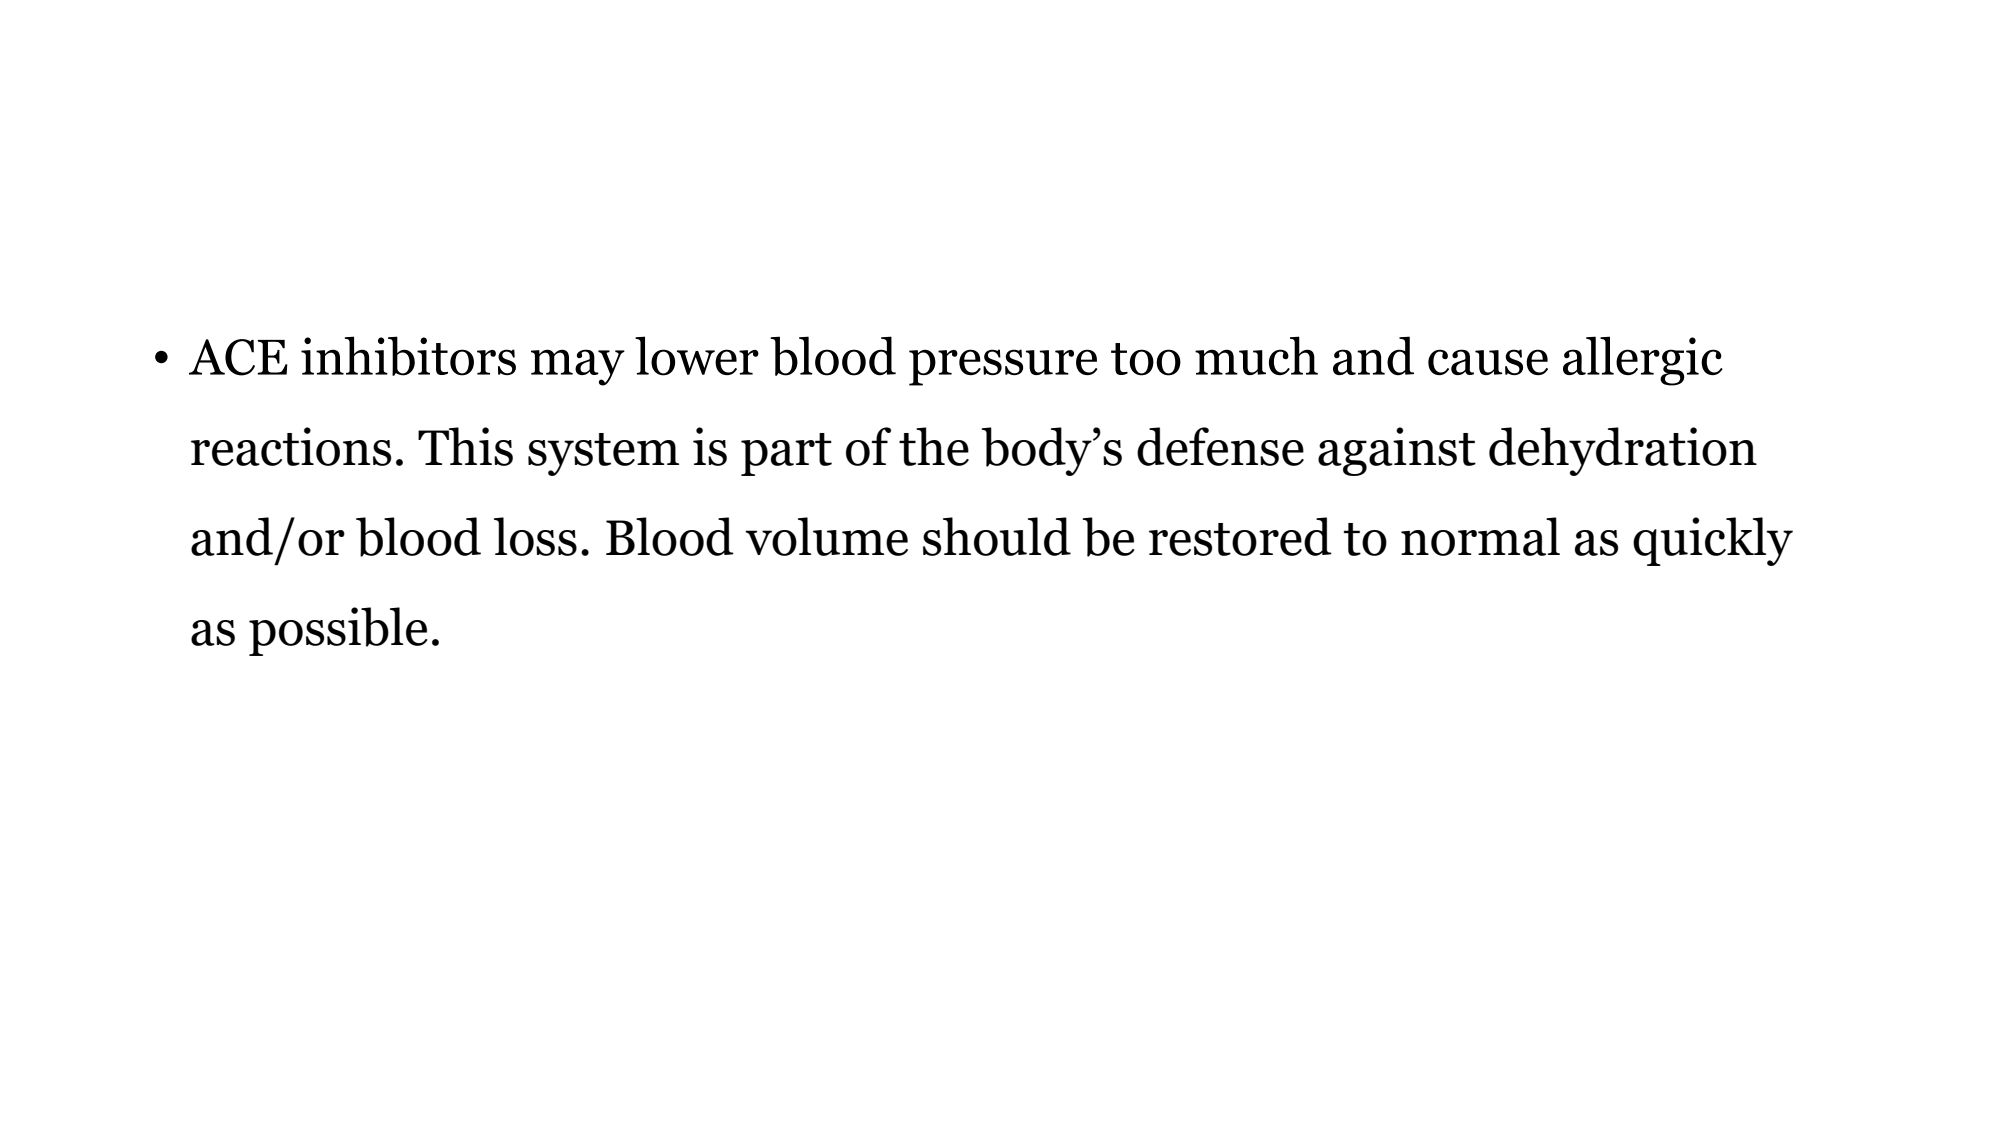 • ACE inhibitors may lower blood pressure too much and cause allergic
reactions. This system is part of the body’s defense against dehydration
and/or blood loss. Blood volume should be restored to normal as quickly
as possible.